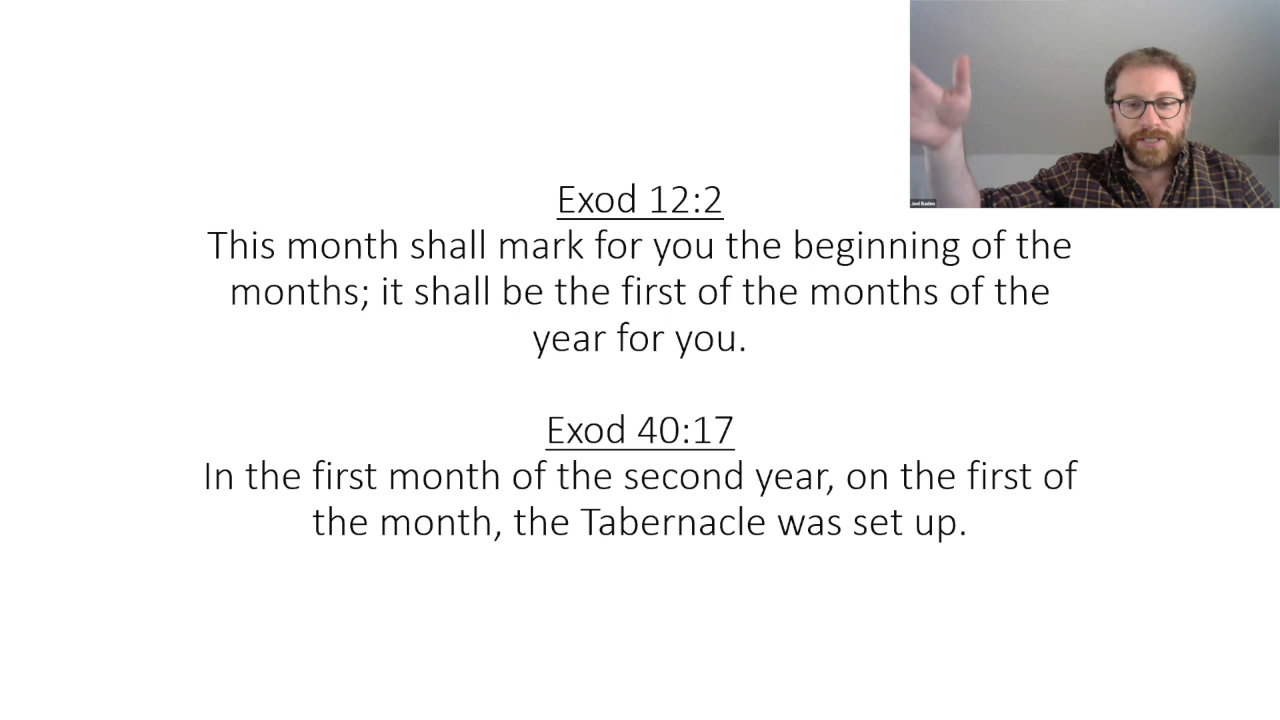 Joel Baden
Exod 12:2
This month shall mark for you the beginning of the
months; it shall be the first of the months of the
year for you.
Exod 40:17
In the first month of the second year, on the first of
the month, the Tabernacle was set up.